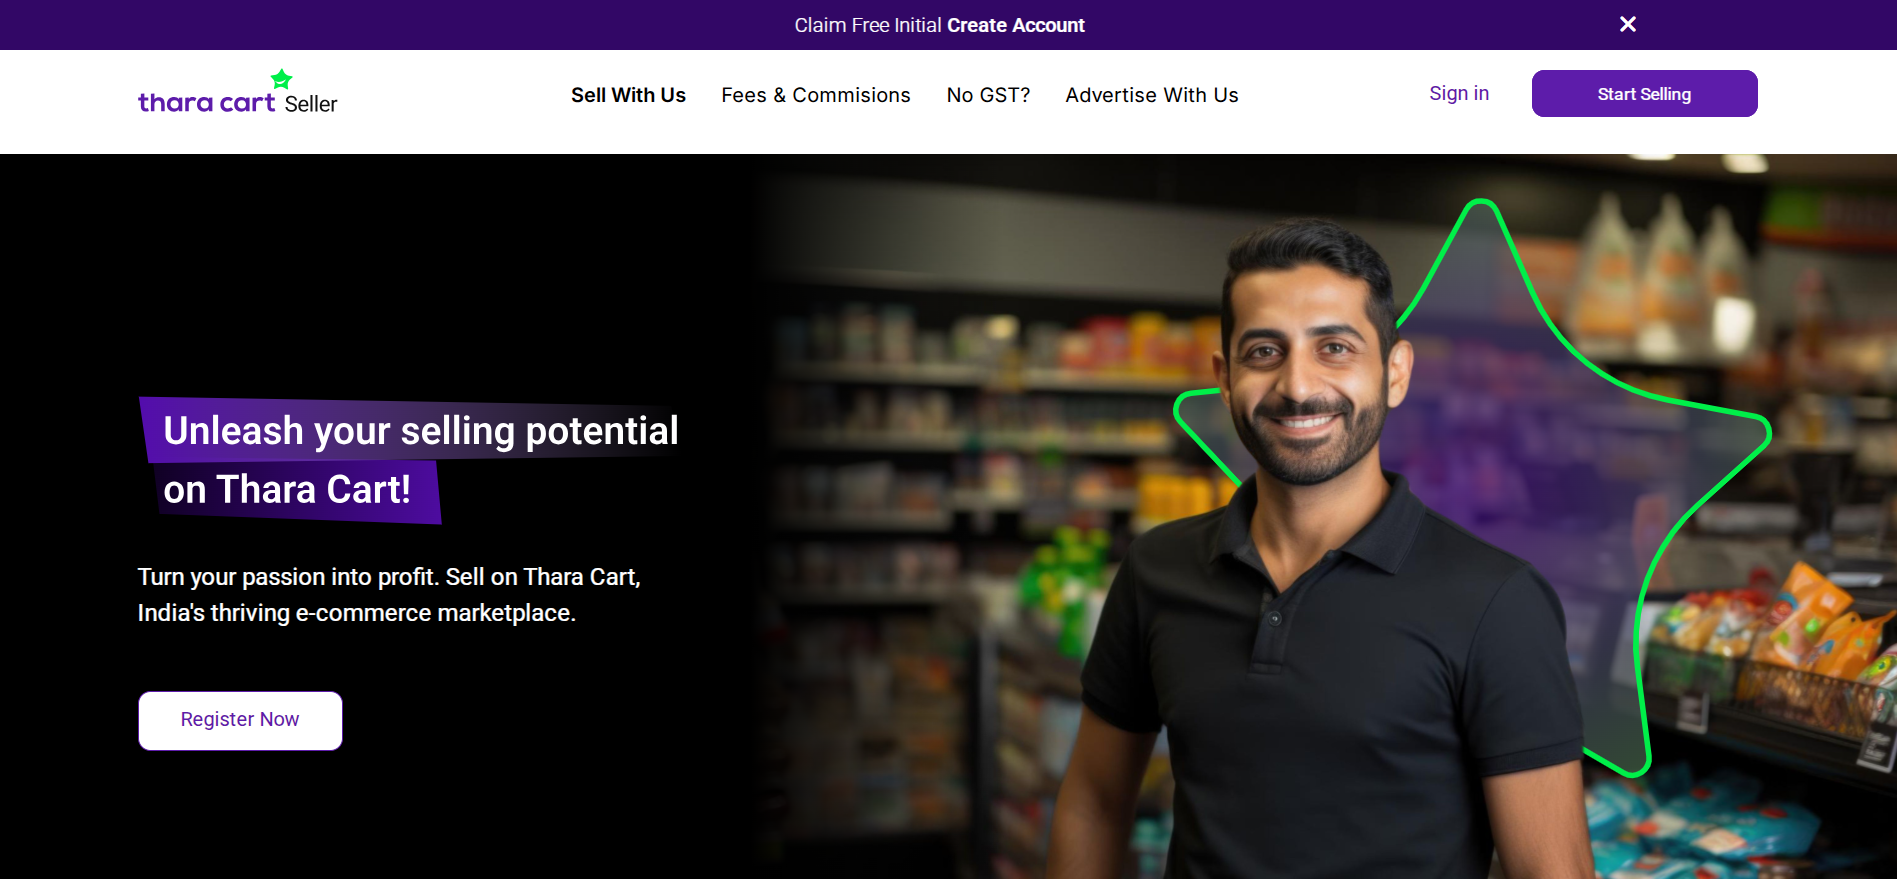 Claim Free Initial Create Account
thara cart Seller
Sell With Us
Fees & Commisions
No GST?
Advertise With Us
Sign in
Start Selling
Unleash your selling potential
on Thara Cart!
Turn your passion into profit. Sell on Thara Cart,
India's thriving e-commerce marketplace.
Register Now